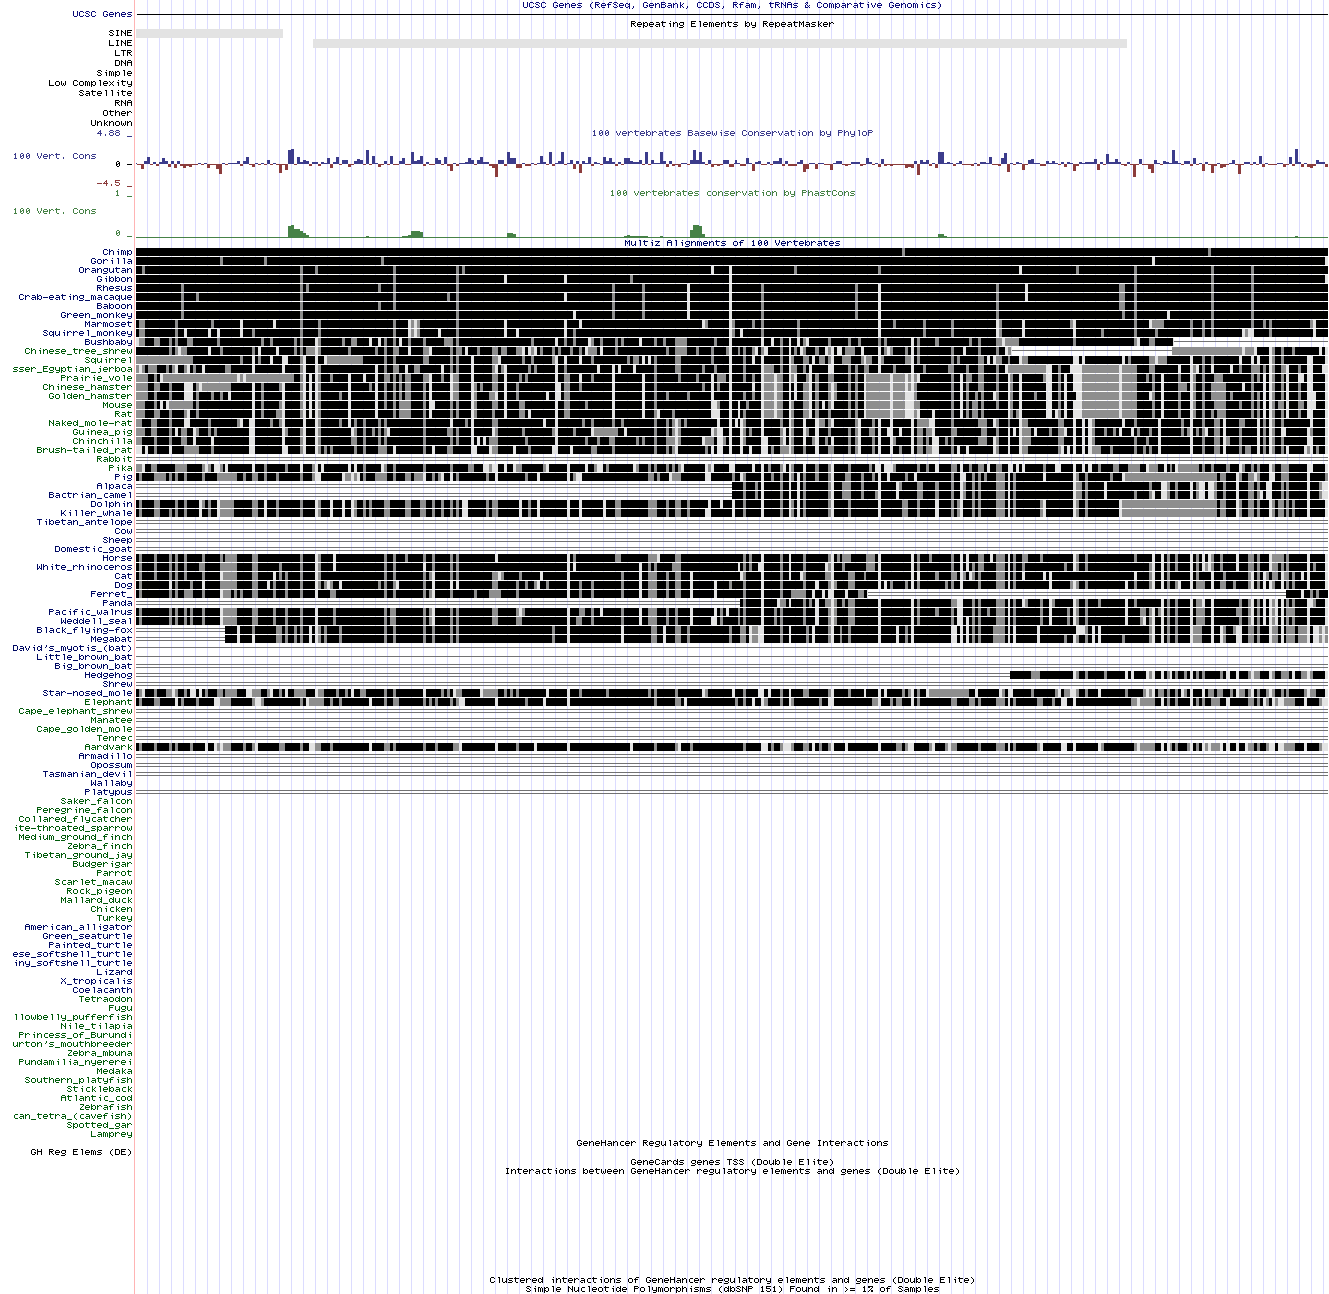 UCSC Genes (RefSeq, GenBank, CCDS, Rfam, tRNAs & Comparative Genomics)
UCSC Genes
Repeating Elements by RepeatMasker
SINE
LINE
LTR
DNA
Simple
Low Complexity
Satellite
RNA
Other
Unknown
4.88 _
100 vertebrates Basewise Conservation by PhyloP
100 Vert. Cons
0 _
-4.5 _
1 _
100 vertebrates conservation by PhastCons
100 Vert. Cons
0 _
Multiz Alignments of 100 Vertebrates
Chimp
Gorilla
Orangutan
Gibbon
Rhesus
Crab-eating_macaque
Baboon
Green_monkey
Marmoset
Squirrel_monkey
Bushbaby
Chinese_tree_shrew
Squirrel
sser_Egyptian_jerboa
Prairie_vole
Chinese_hamster
Golden_hamster
Mouse
Rat
Naked_mole-rat
Guinea_pig
Chinchilla
Brush-tailed_rat
Rabbit
Pika
Pig
Alpaca
Bactrian_camel
Dolphin
Killer_whale
Tibetan_antelope
Cow
Sheep
Domestic_goat
Horse
White_rhinoceros
Cat
Dog
Ferret_
Panda
Pacific_walrus
Weddell_seal
Black_flying-fox
Megabat
David's_myotis_(bat)
Little_brown_bat
Big_brown_bat
Hedgehog
Shrew
Star-nosed_mole
Elephant
Cape_elephant_shrew
Manatee
Cape_golden_mole
Tenrec
Aardvark
Armadillo
Opossum
Tasmanian_devil
Wallaby
Platypus
Saker_falcon
Peregrine_falcon
Collared_flycatcher
ite-throated_sparrow
Medium_ground_finch
Zebra_finch
Tibetan_ground_jay
Budgerigar
Parrot
Scarlet_macaw
Rock_pigeon
Mallard_duck
Chicken
Turkey
American_alligator
Green_seaturtle
Painted_turtle
ese_softshell_turtle
iny_softshell_turtle
Lizard
X_tropicalis
Coelacanth
Tetraodon
Fugu
llowbelly_pufferfish
Nile_tilapia
Princess_of_Burundi
urton's_mouthbreeder
Zebra_mbuna
Pundamilia_nyererei
Medaka
Southern_platyfish
Stickleback
Atlantic_cod
Zebrafish
can_tetra_(cavefish)
Spotted_gar
Lamprey
GeneHancer Regulatory Elements and Gene Interactions
GH Reg Elems (DE)
GeneCards genes TSS (Double Elite)
Interactions between GeneHancer regulatory elements and genes (Double Elite)
Clustered interactions of GeneHancer regulatory elements and genes (Double Elite)
Simple Nucleotide Polymorphisms (dbSNP 151) Found in >= 1% of Samples